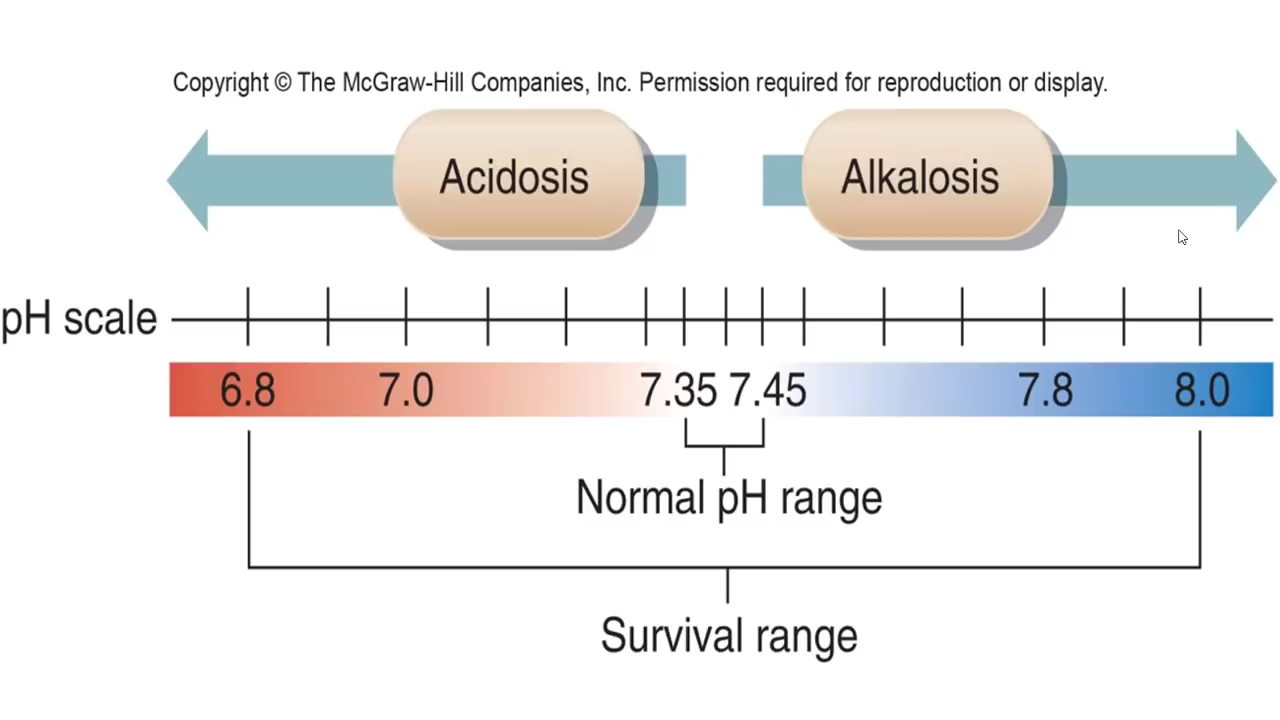 Copyright © The McGraw-Hill Companies, Inc. Permission required for reproduction or display.
Acidosis
Alkalosis
pH scale
6.8 7.0 7.35 7.45 7.8 8.0
Normal pH range
Survival range